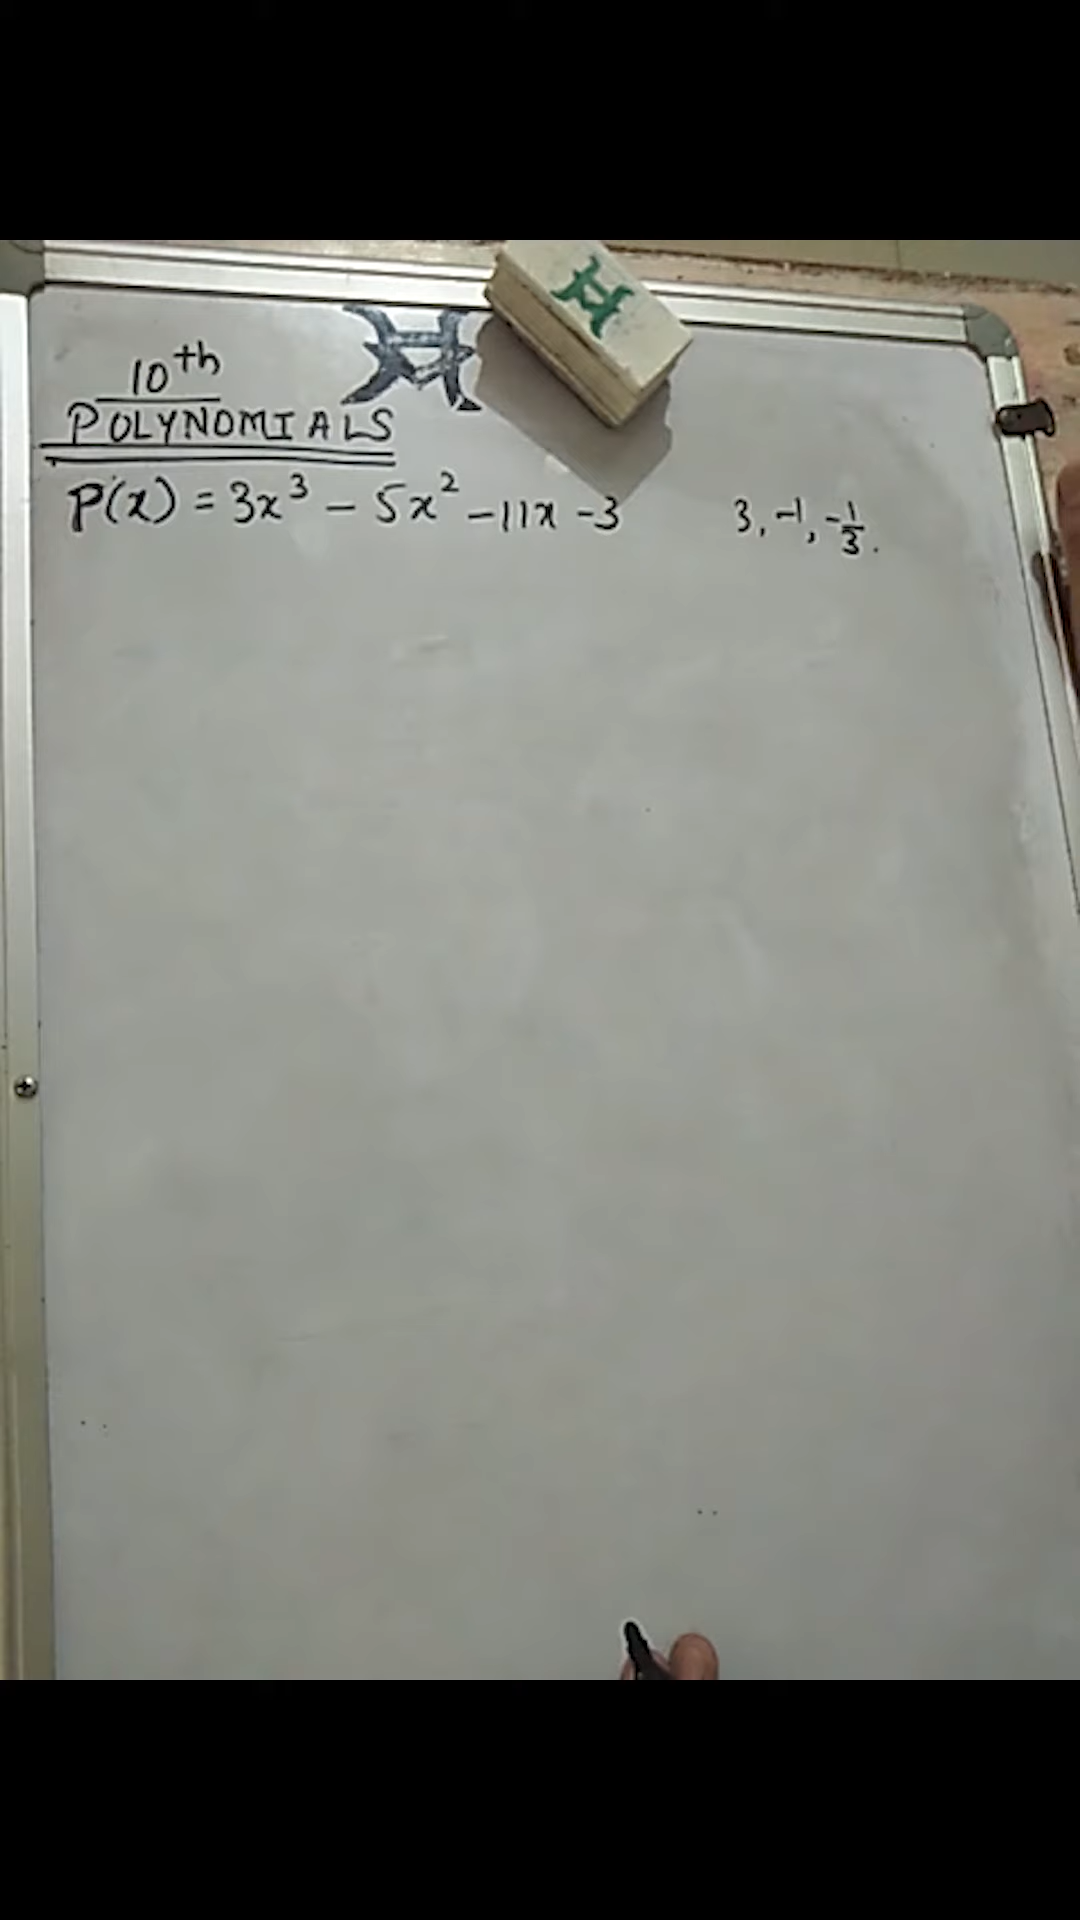 10th
POLYNOMIALS
P(x) = 3x³ - 5x² - 11x - 3     3, -1, -1/3.